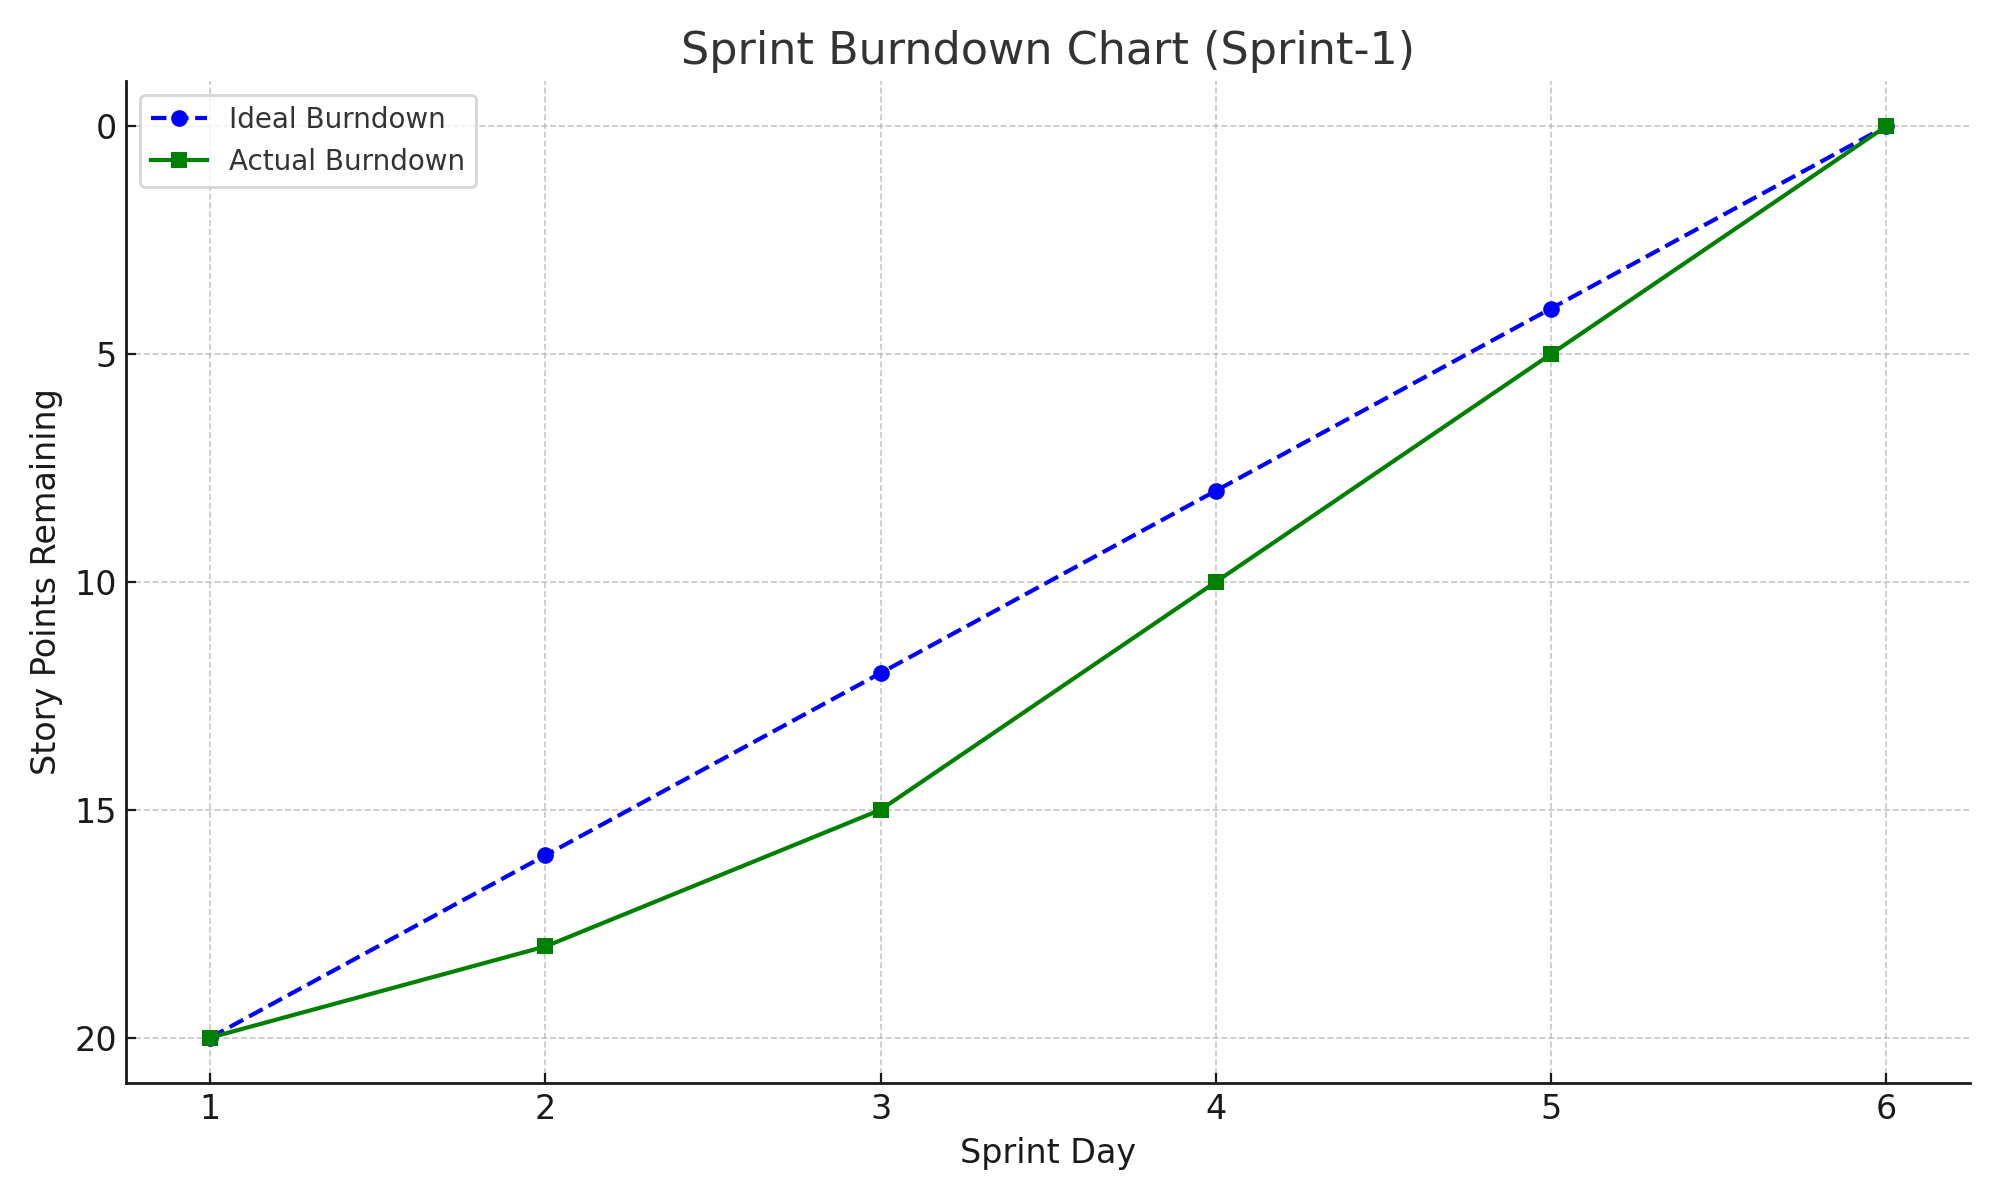 Sprint Burndown Chart (Sprint-1)
Ideal Burndown
Actual Burndown
Story Points Remaining
0
5
10
15
20
1 2 3 4 5 6
Sprint Day